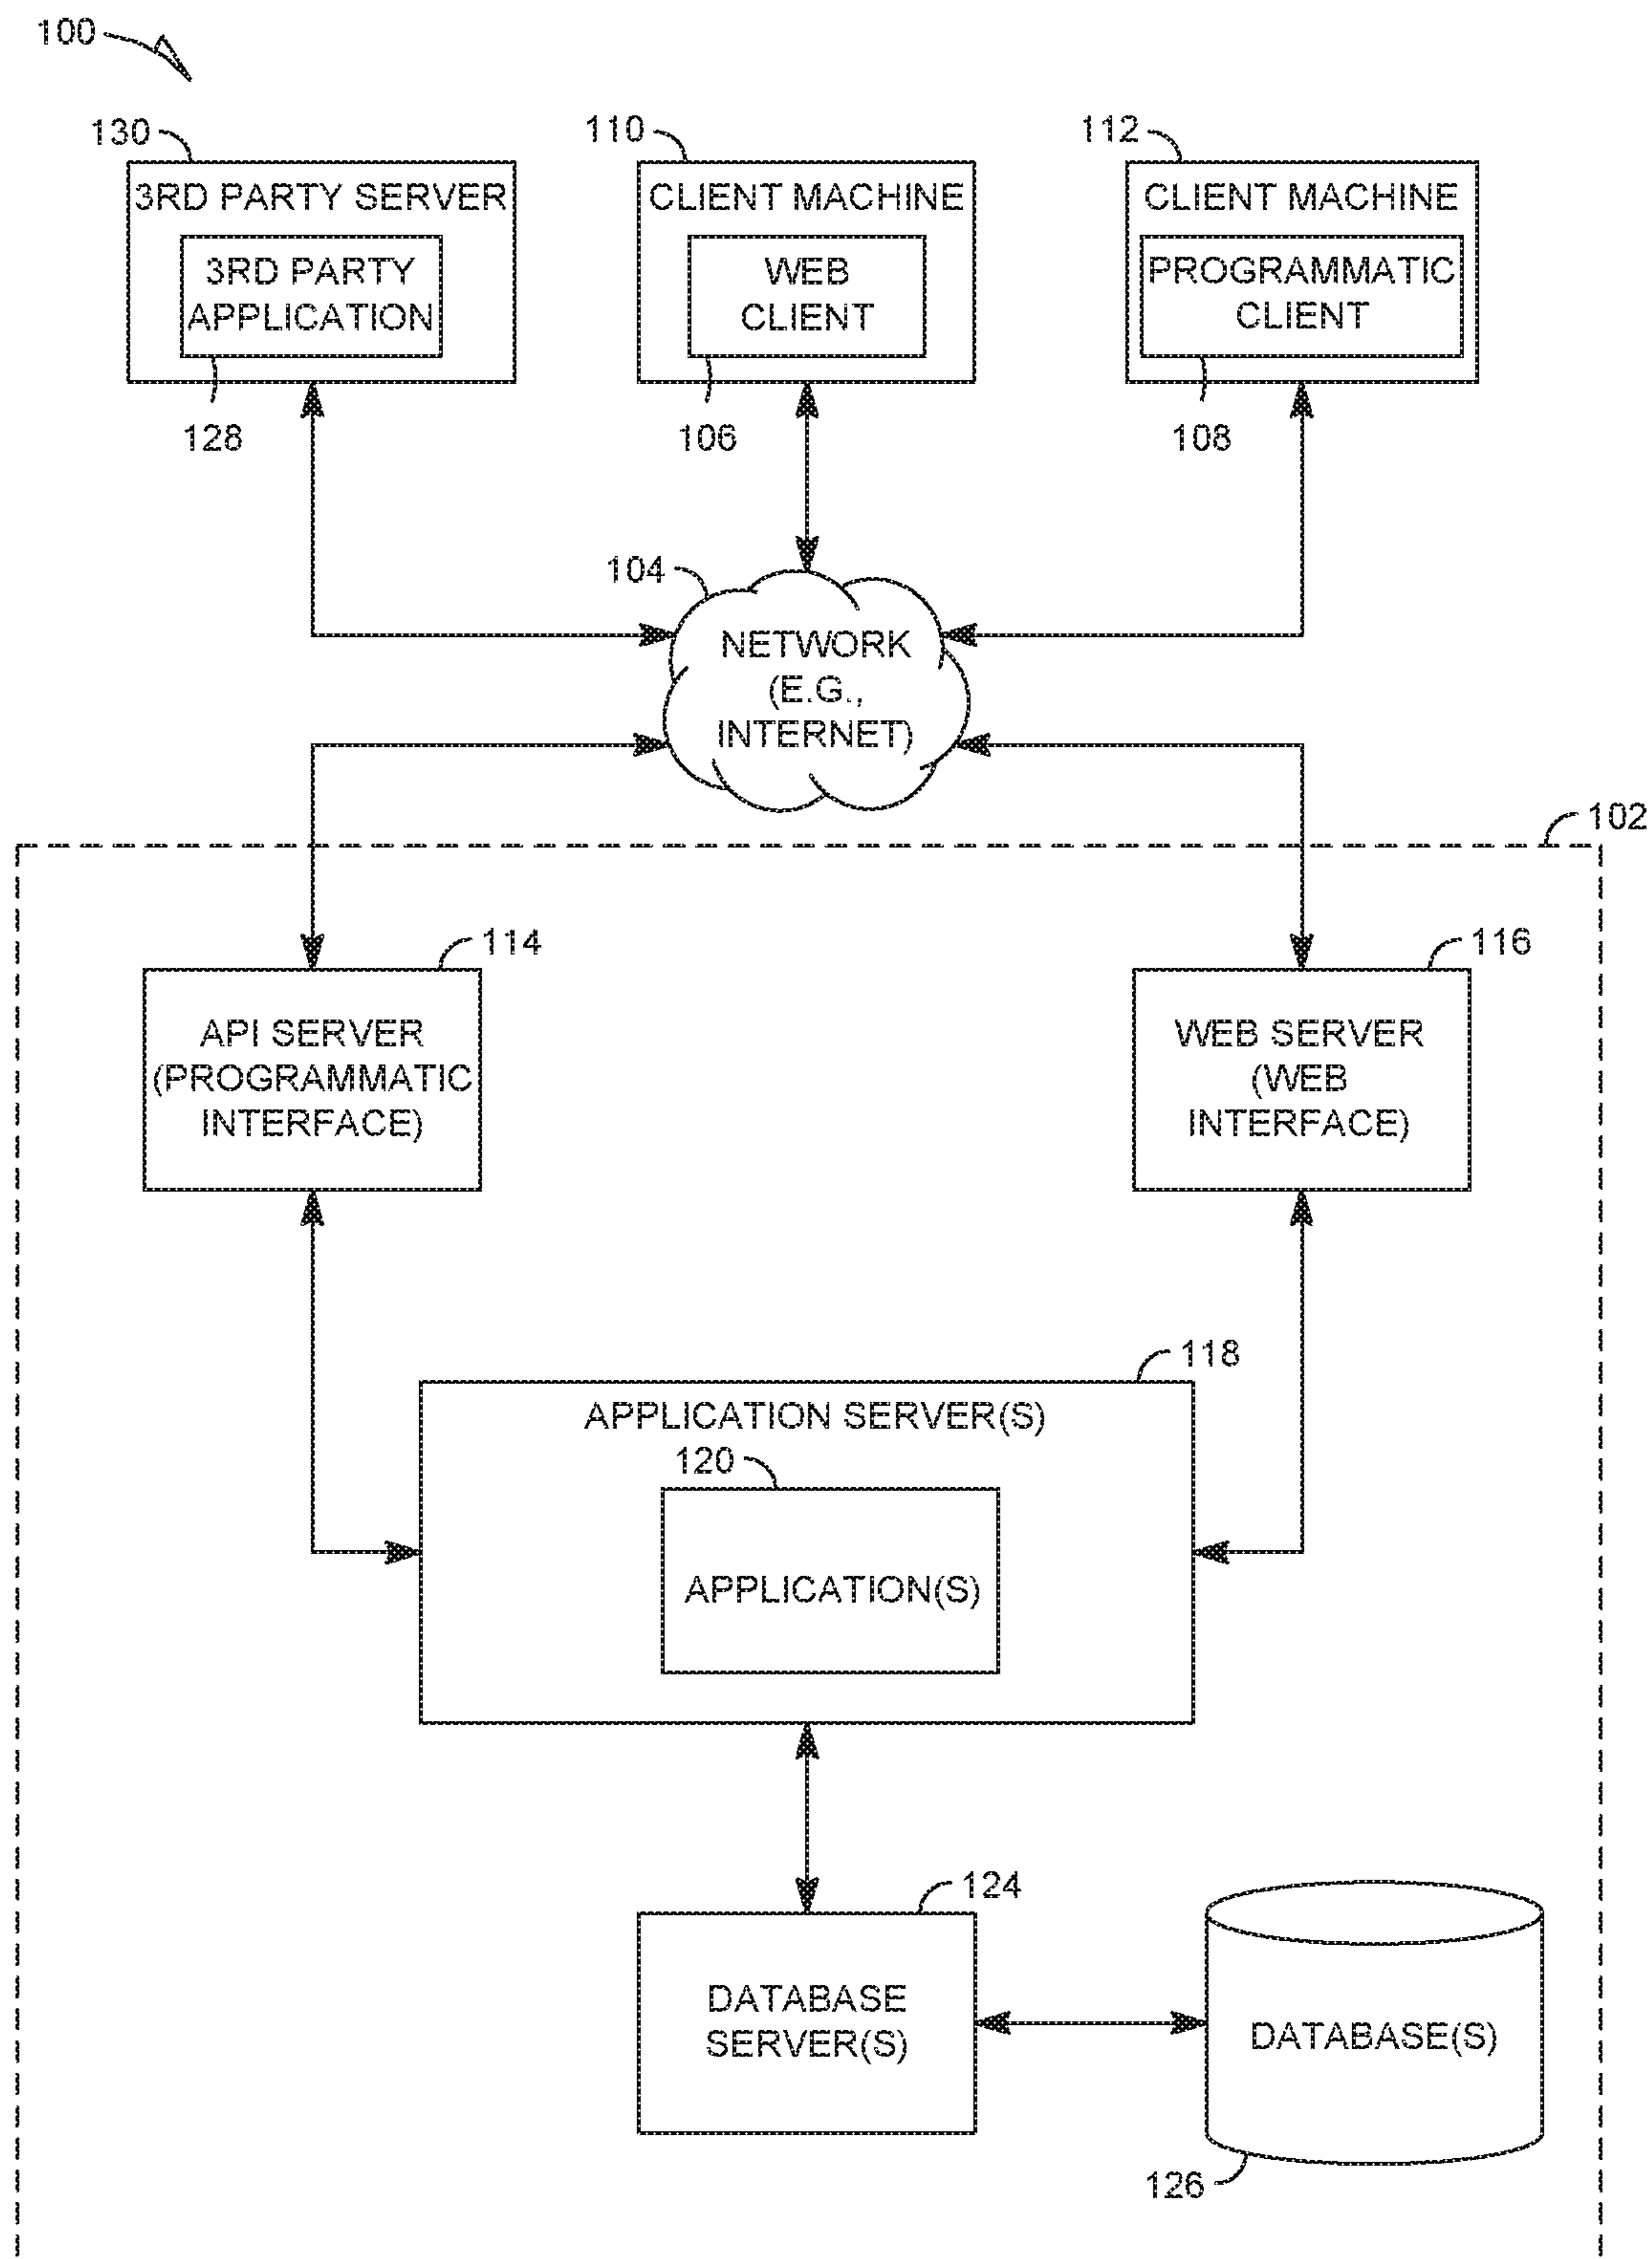 100
130
110
112
3RD PARTY SERVER
CLIENT MACHINE
CLIENT MACHINE
3RD PARTY
APPLICATION
WEB
CLIENT
PROGRAMMATIC
CLIENT
128
106
108
104
NETWORK
(E.G.,
INTERNET)
102
114
116
API SERVER
(PROGRAMMATIC
INTERFACE)
WEB SERVER
(WEB
INTERFACE)
118
APPLICATION SERVER(S)
120
APPLICATION(S)
124
DATABASE
SERVER(S)
DATABASE(S)
126